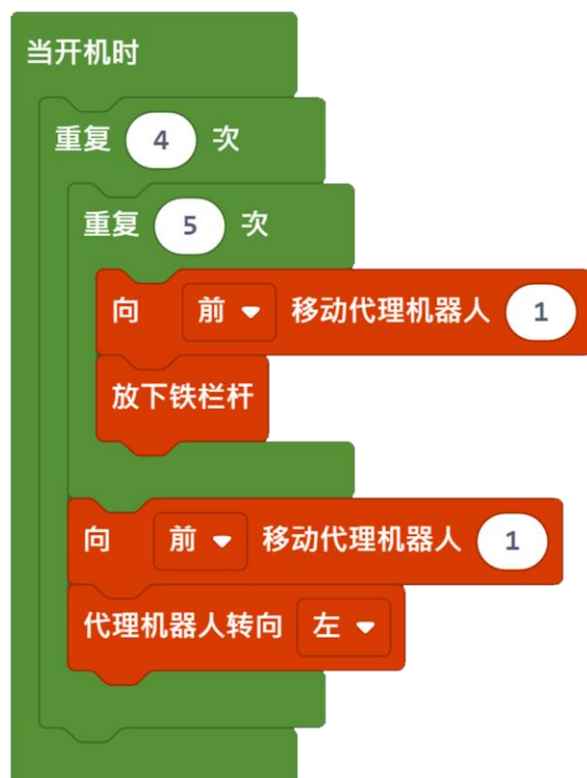 当开机时
重复 4 次
重复 5 次
向 前 移动代理机器人 1
放下铁栏杆
向 前 移动代理机器人 1
代理机器人转向 左